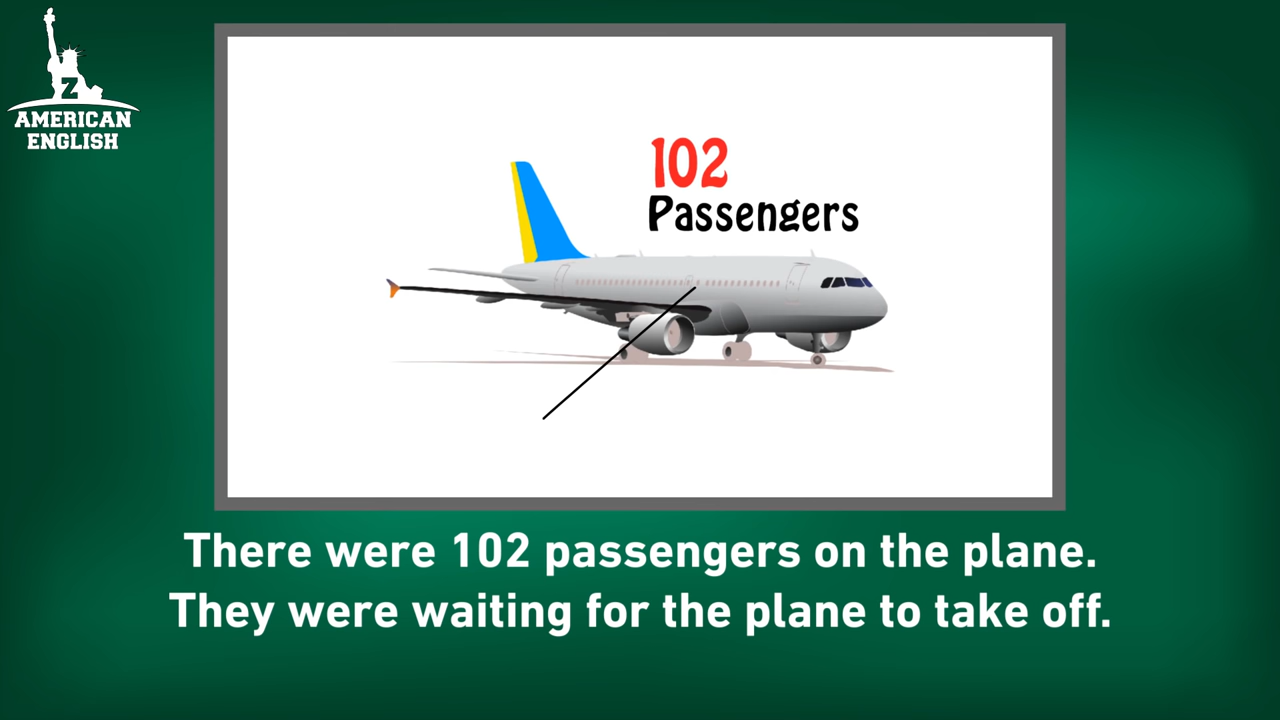 Z
AMERICAN
ENGLISH
102
Passengers
There were 102 passengers on the plane.
They were waiting for the plane to take off.